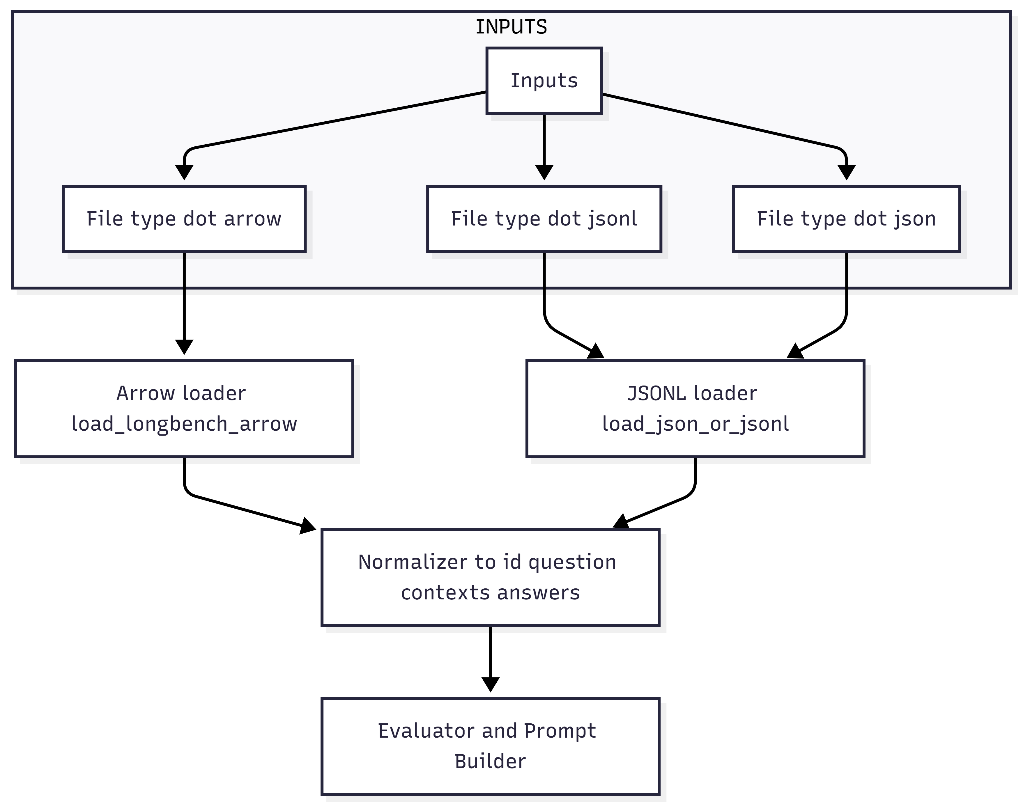 INPUTS
Inputs
File type dot arrow
File type dot jsonl
File type dot json
Arrow loader
load_longbench_arrow
JSONL loader
load_json_or_jsonl
Normalizer to id question
contexts answers
Evaluator and Prompt
Builder